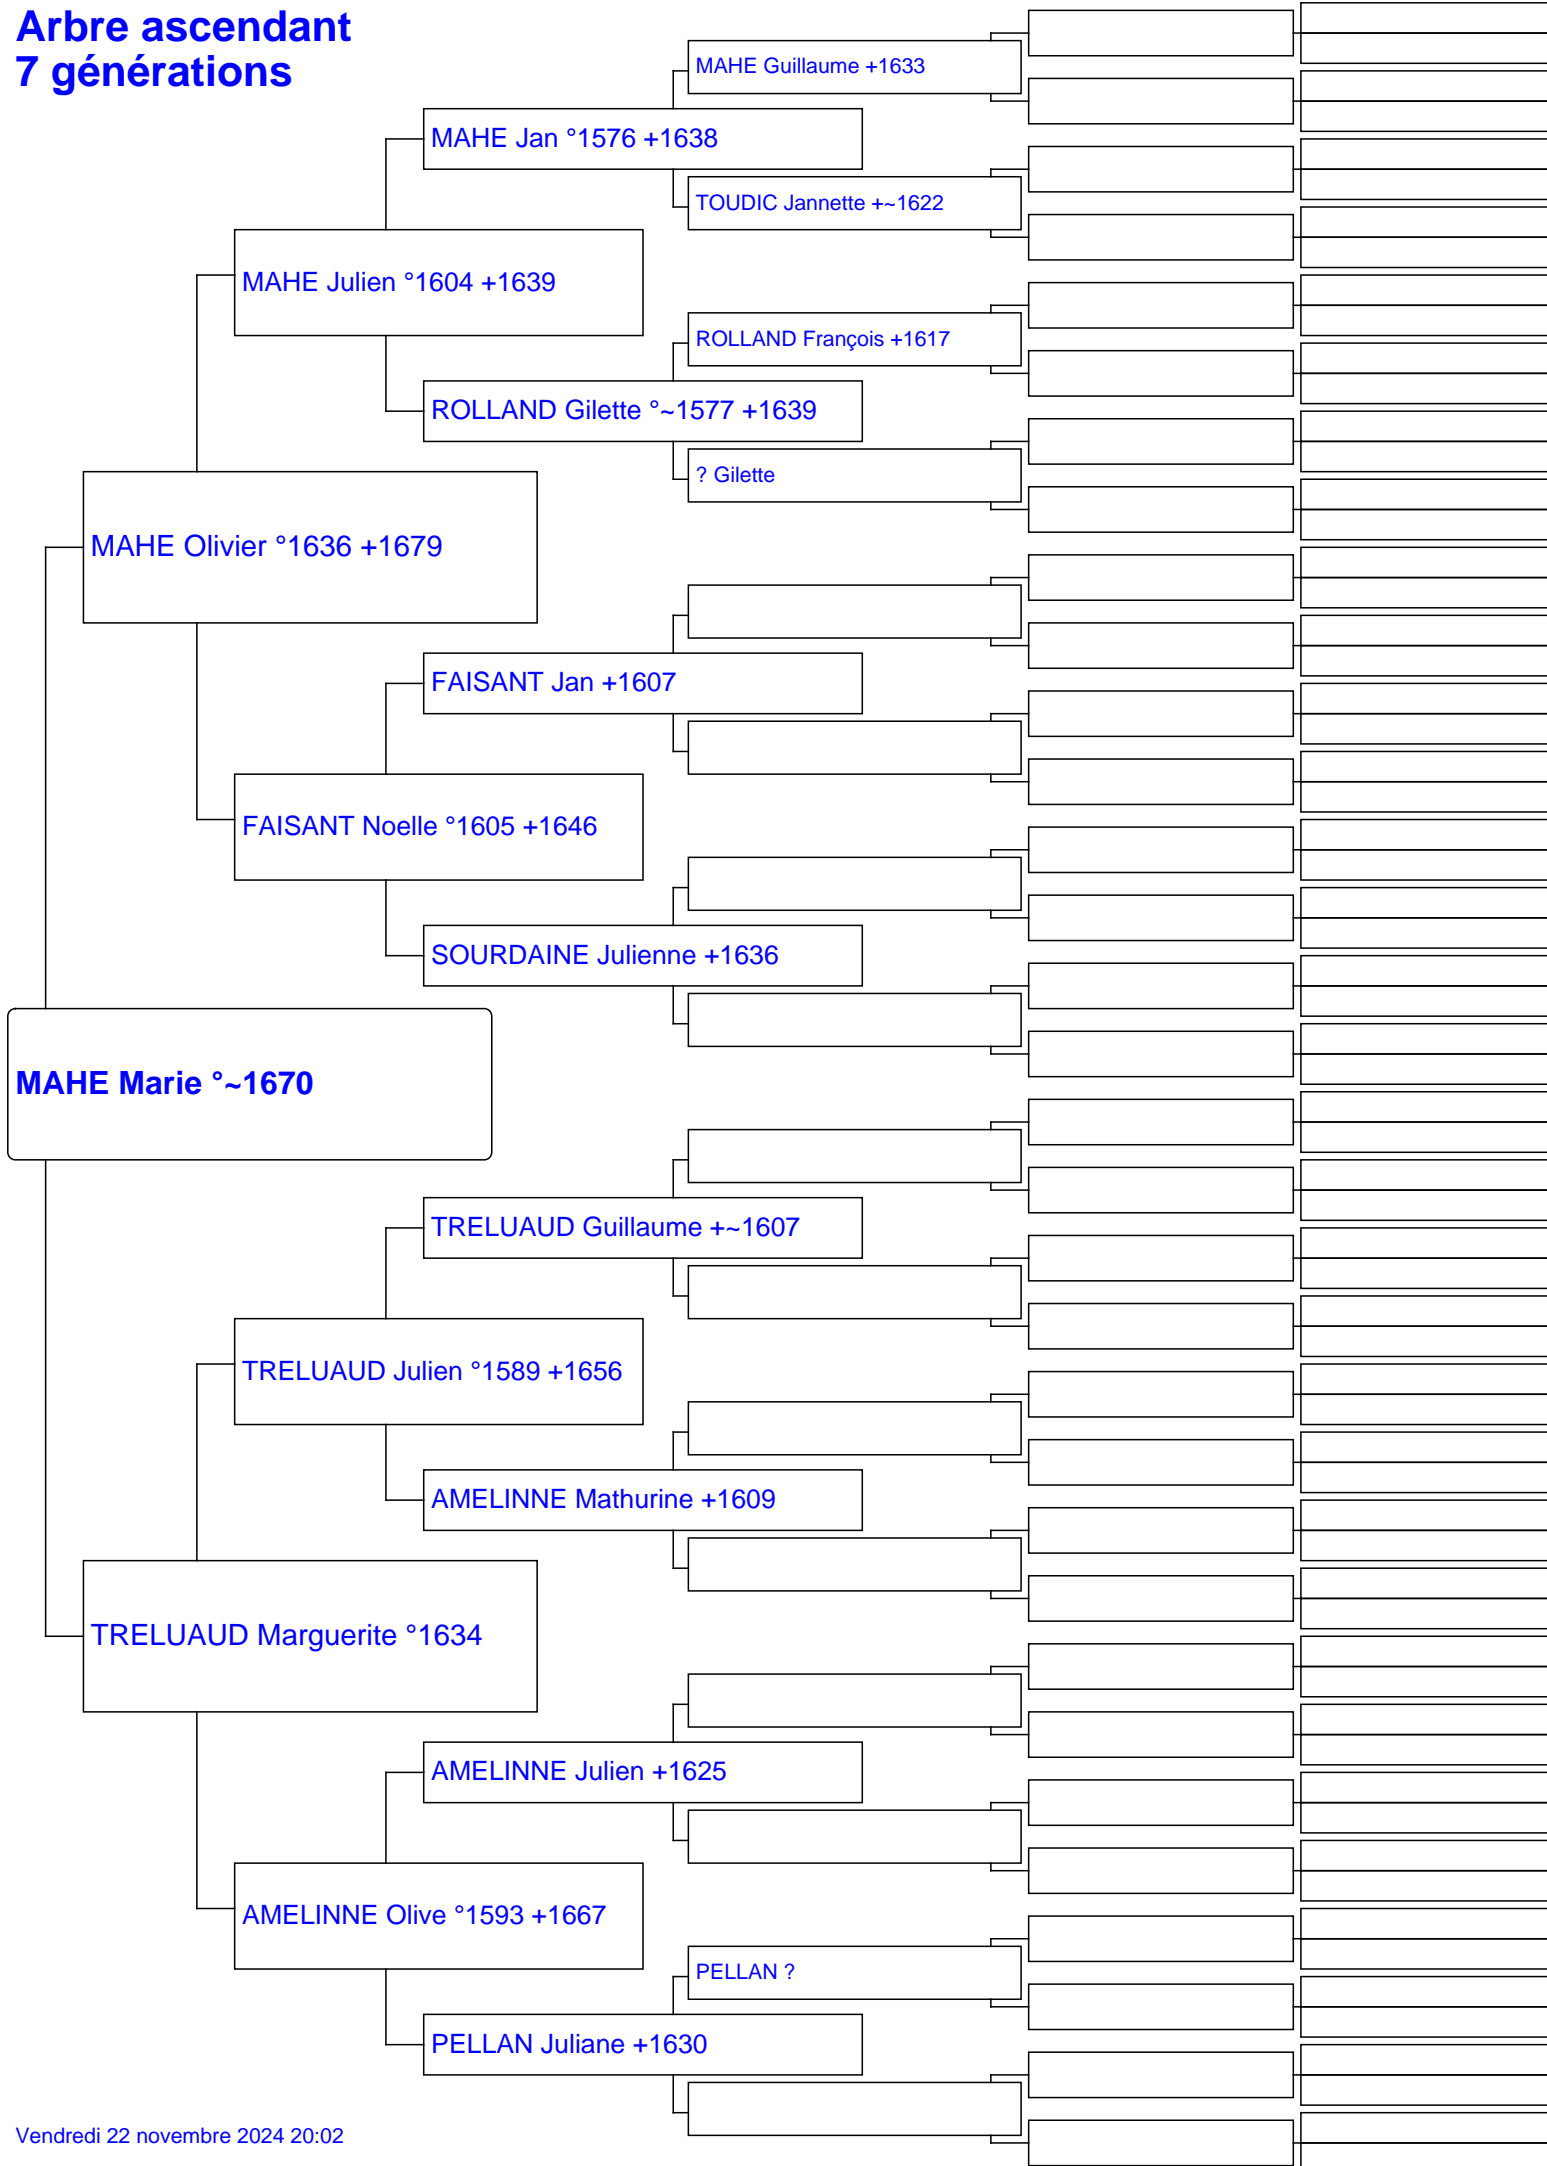 Arbre ascendant
7 générations
MAHE Guillaume +1633
MAHE Jan °1576 +1638
TOUDIC Jannette +~1622
MAHE Julien °1604 +1639
ROLLAND François +1617
ROLLAND Gilette °~1577 +1639
? Gilette
MAHE Olivier °1636 +1679
FAISANT Jan +1607
FAISANT Noelle °1605 +1646
SOURDAINE Julienne +1636
MAHE Marie °~1670
TRELUAUD Guillaume +~1607
TRELUAUD Julien °1589 +1656
AMELINNE Mathurine +1609
TRELUAUD Marguerite °1634
AMELINNE Julien +1625
AMELINNE Olive °1593 +1667
PELLAN ?
PELLAN Juliane +1630
Vendredi 22 novembre 2024 20:02